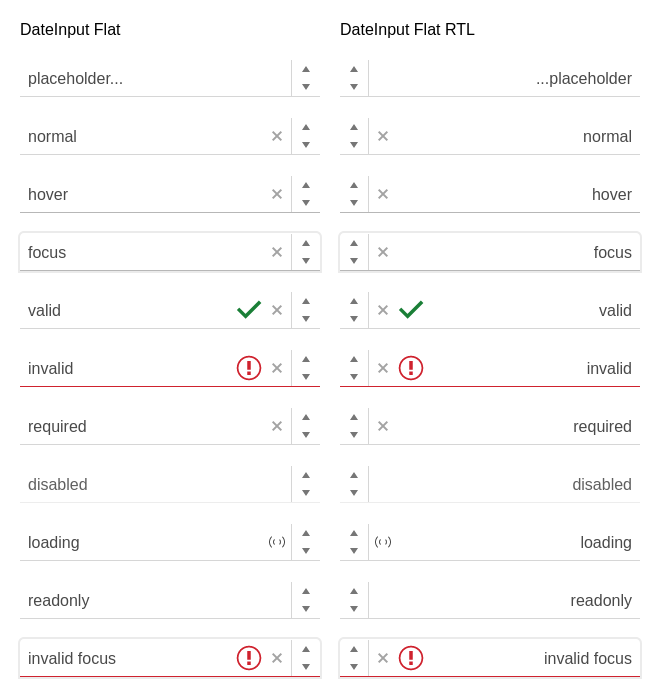 DateInput Flat
DateInput Flat RTL
placeholder...
...placeholder
normal
normal
hover
hover
focus
focus
valid
valid
invalid
invalid
required
required
disabled
disabled
loading
loading
readonly
readonly
invalid focus
invalid focus